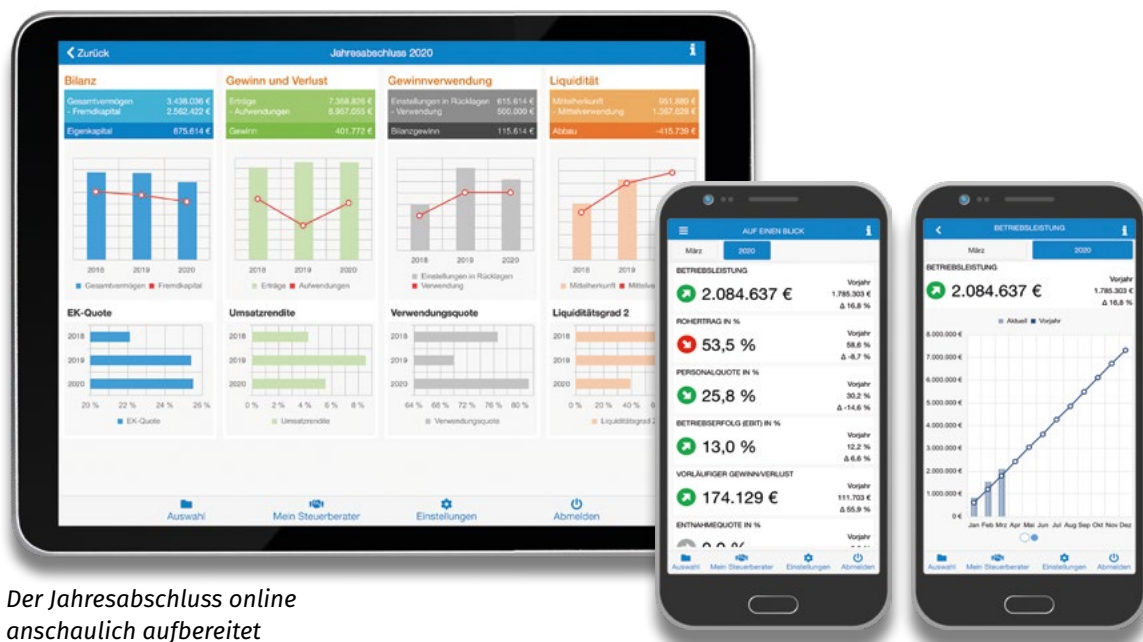 Zurück
Jahresabschluss 2020
Bilanz
Gesamtvermögen 3.438.036 €
- Fremdkapital 2.562.422 €
Eigenkapital 875.614 €
2018 2019 2020
Gesamtvermögen Fremdkapital
EK-Quote
2018
2019
2020
20 % 22 % 24 % 26 %
EK-Quote
Gewinn und Verlust
Erträge 7.358.826 €
- Aufwendungen 6.957.055 €
Gewinn 401.772 €
2018 2019 2020
Erträge Aufwendungen
Umsatzrendite
2018
2019
2020
0 % 2 % 4 % 6 % 8 %
Umsatzrendite
Gewinnverwendung
Einstellungen in Rücklagen 615.614 €
- Verwendung 500.000 €
Bilanzgewinn 115.614 €
2018 2019 2020
Einstellungen in Rücklagen
Verwendung
Verwendungsquote
2018
2019
2020
64 % 68 % 72 % 76 % 80 %
Verwendungsquote
Liquidität
Mittelherkunft 951.889 €
- Mittelverwendung 1.367.628 €
Abbau -415.739 €
2018 2019
Mittelherkunft
Liquiditätsgrad 2
2018
2019
2020
0 % 20 % 40 %
Liquiditätsgrad 2
Auswahl Mein Steuerberater Einstellungen Abmelden
AUF EINEN BLICK
März 2020
BETRIEBSLEISTUNG
Vorjahr
2.084.637 € 1.785.303 €
Δ 16,8 %
ROHERTRAG IN %
Vorjahr
53,5 % 58,6 %
Δ -8,7 %
PERSONALQUOTE IN %
Vorjahr
25,8 % 30,2 %
Δ -14,6 %
BETRIEBSERFOLG (EBIT) IN %
Vorjahr
13,0 % 12,2 %
Δ 6,6 %
VORLÄUFIGER GEWINN/VERLUST
Vorjahr
174.129 € 111.703 €
Δ 55,9 %
ENTNAHMEQUOTE IN %
Vorjahr
Auswahl Mein Steuerberater Einstellungen Abmelden
BETRIEBSLEISTUNG
März 2020
BETRIEBSLEISTUNG
Vorjahr
2.084.637 € 1.785.303 €
Δ 16,8 %
Aktuell Vorjahr
8.000.000 €
7.000.000 €
6.000.000 €
5.000.000 €
4.000.000 €
3.000.000 €
2.000.000 €
1.000.000 €
0 €
Jan Feb Mrz Apr Mai Jun Jul Aug Sep Okt Nov Dez
Auswahl Mein Steuerberater Einstellungen Abmelden
Der Jahresabschluss online
anschaulich aufbereitet